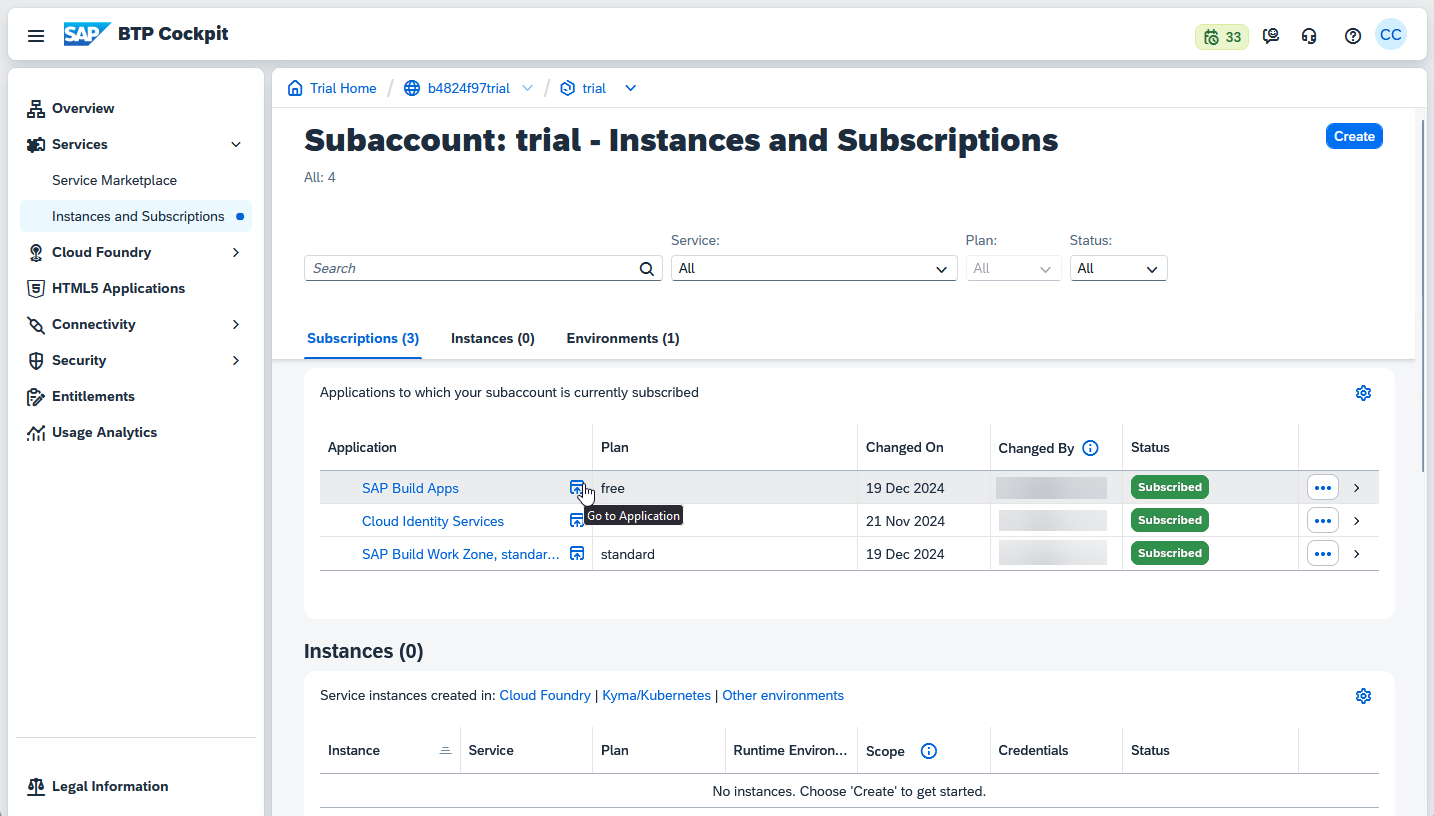 SAP BTP Cockpit
33
CC
Overview
Services
Service Marketplace
Instances and Subscriptions
Cloud Foundry
HTML5 Applications
Connectivity
Security
Entitlements
Usage Analytics
Legal Information
Trial Home / b4824f97trial / trial
Subaccount: trial - Instances and Subscriptions
Create
All: 4
Service: Plan: Status:
Search All All All
Subscriptions (3) Instances (0) Environments (1)
Applications to which your subaccount is currently subscribed
Application Plan Changed On Changed By Status
SAP Build Apps free 19 Dec 2024 Subscribed
Go to Application
Cloud Identity Services 21 Nov 2024 Subscribed
SAP Build Work Zone, standar... standard 19 Dec 2024 Subscribed
Instances (0)
Service instances created in: Cloud Foundry | Kyma/Kubernetes | Other environments
Instance Service Plan Runtime Environ... Scope Credentials Status
No instances. Choose 'Create' to get started.